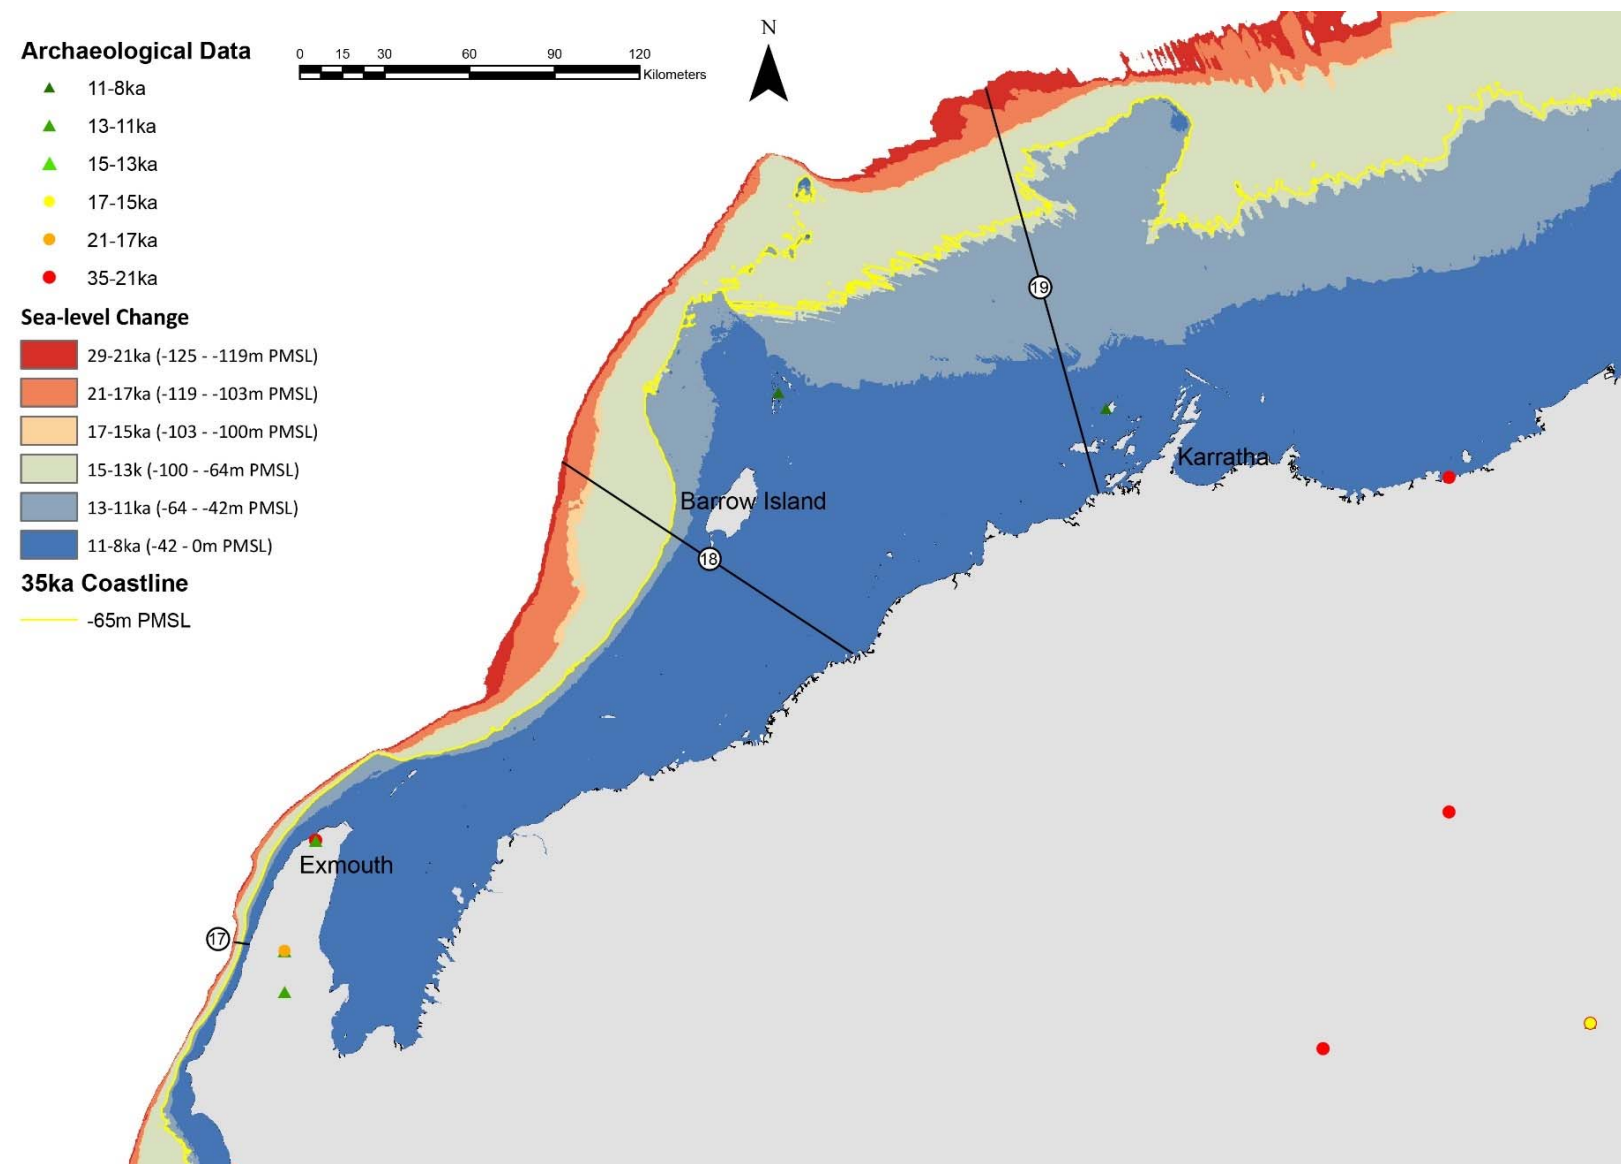 Archaeological Data
11-8ka
13-11ka
15-13ka
17-15ka
21-17ka
35-21ka
Sea-level Change
29-21ka (-125 - -119m PMSL)
21-17ka (-119 - -103m PMSL)
17-15ka (-103 - -100m PMSL)
15-13k (-100 - -64m PMSL)
13-11ka (-64 - -42m PMSL)
11-8ka (-42 - 0m PMSL)
35ka Coastline
-65m PMSL
0 15 30 60 90 120
Kilometers
N
19
Karratha
Barrow Island
18
Exmouth
17